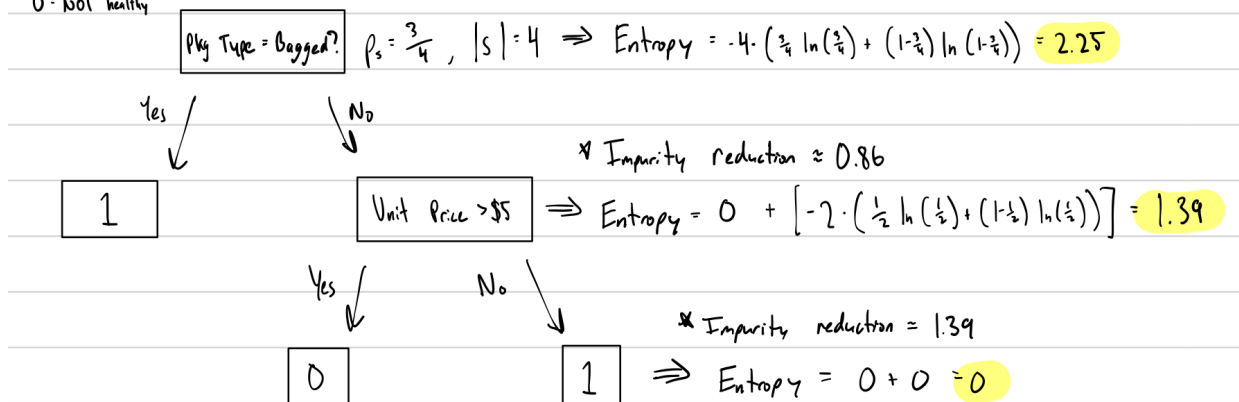 0 - Not healthy
Pkg Type = Bagged? Ps = 3/4 , |S| = 4 ⇒ Entropy = -4·(3/4 ln(3/4) + (1-3/4) ln(1-3/4)) = 2.25
Yes No
* Impurity reduction ≈ 0.86
1 Unit Price > $5 ⇒ Entropy = 0 + [-2·(1/2 ln(1/2) + (1-1/2) ln(1/2))] = 1.39
Yes No
* Impurity reduction = 1.39
0 1 ⇒ Entropy = 0 + 0 = 0